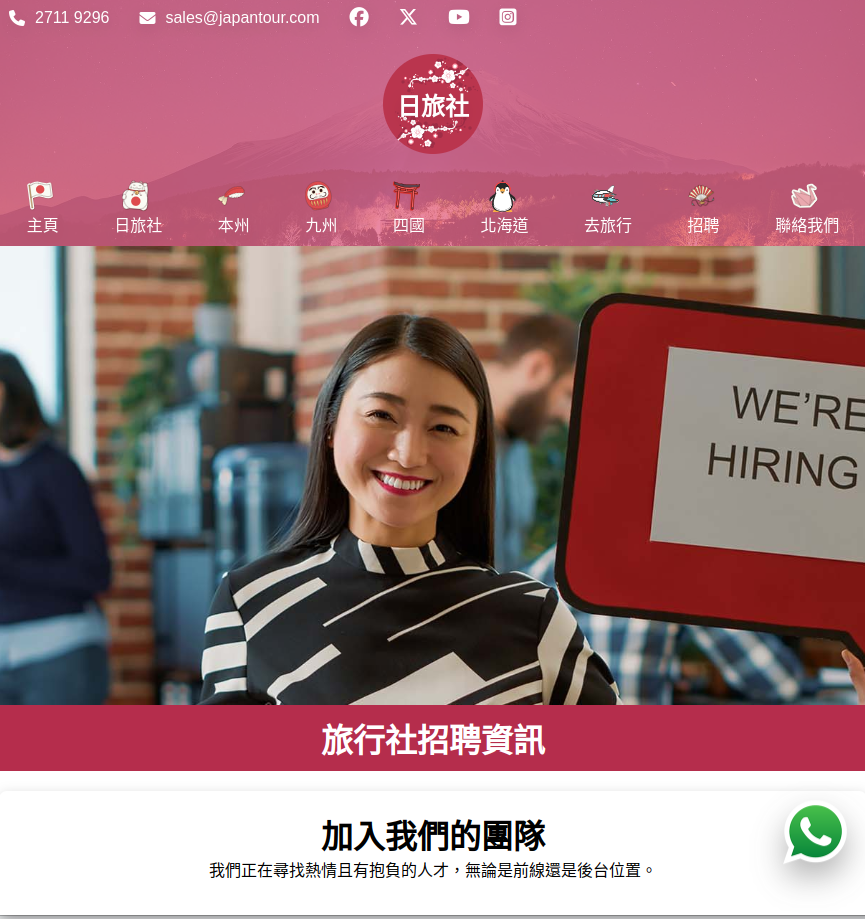 2711 9296 sales@japantour.com
日旅社
主頁 日旅社 本州 九州 四國 北海道 去旅行 招聘 聯絡我們
WE'RE
HIRING
旅行社招聘資訊
加入我們的團隊
我們正在尋找熱情且有抱負的人才，無論是前線還是後台位置。